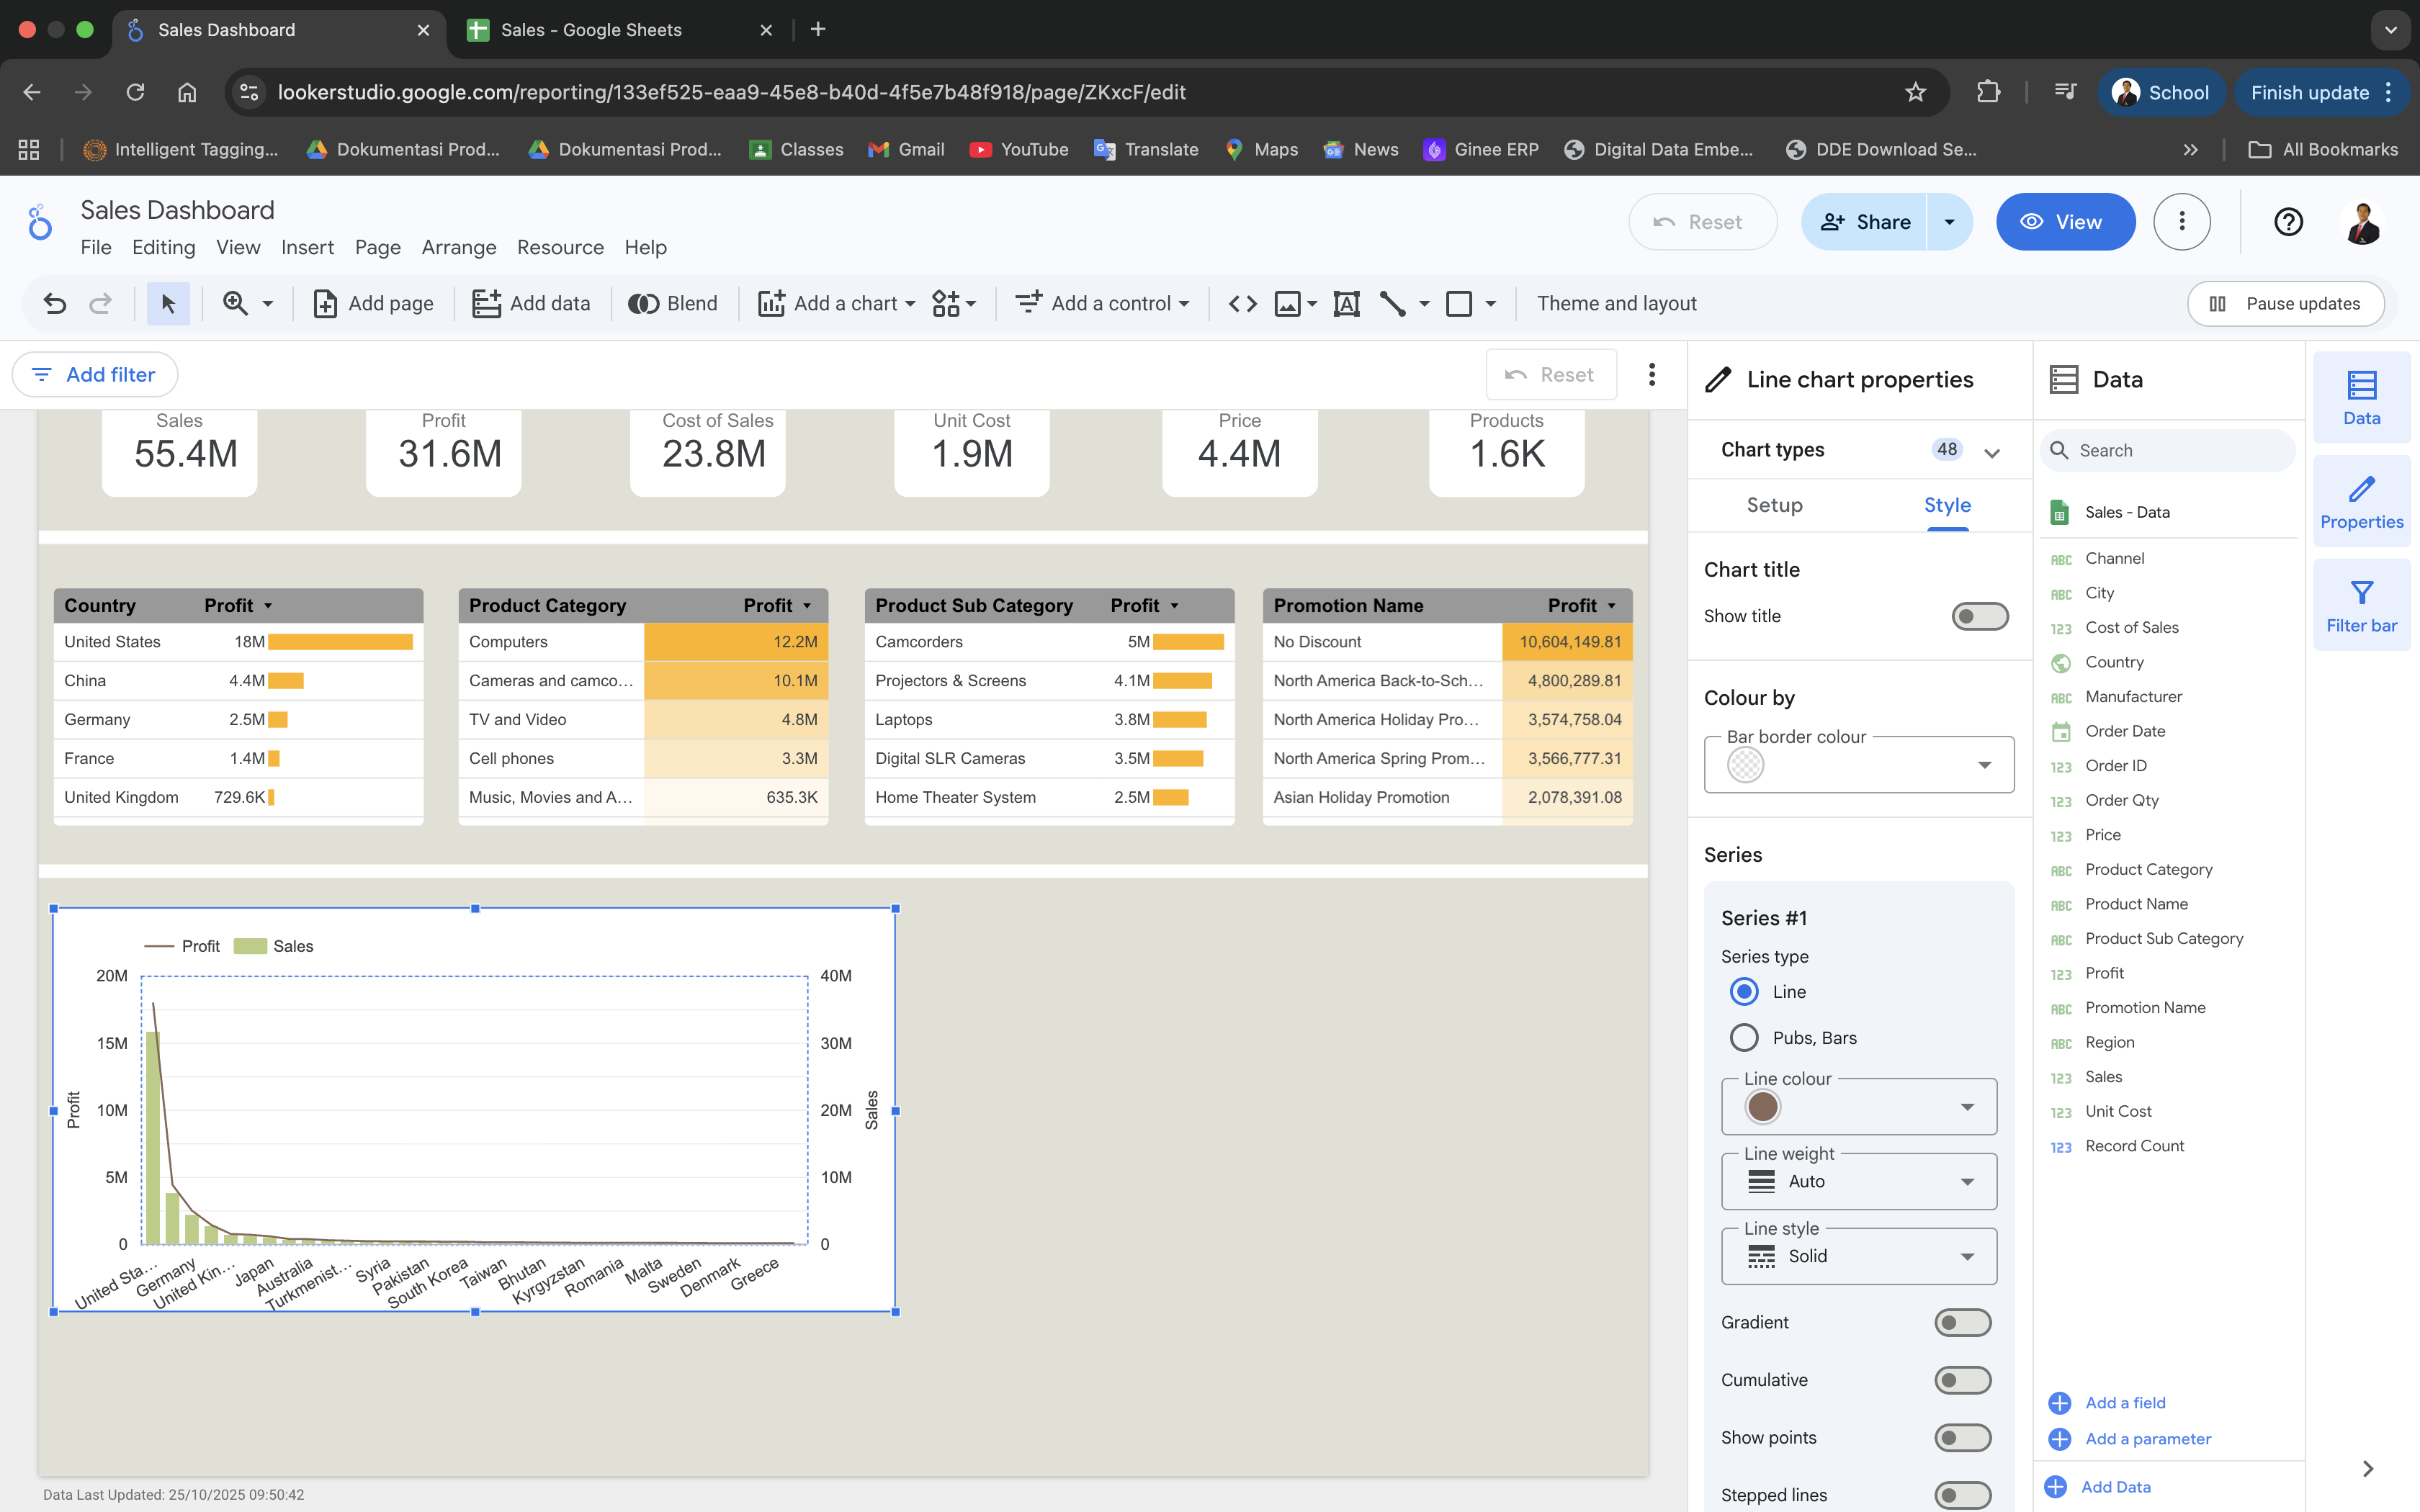 Sales Dashboard
Sales - Google Sheets
lookerstudio.google.com/reporting/133ef525-eaa9-45e8-b40d-4f5e7b48f918/page/ZKxcF/edit
School
Finish update
Intelligent Tagging...
Dokumentasi Prod...
Dokumentasi Prod...
Classes
Gmail
YouTube
Translate
Maps
News
Ginee ERP
Digital Data Embe...
DDE Download Se...
All Bookmarks
Sales Dashboard
File Editing View Insert Page Arrange Resource Help
Reset
Share
View
Add page
Add data
Blend
Add a chart
Add a control
Theme and layout
Pause updates
Add filter
Reset
Sales
55.4M
Profit
31.6M
Cost of Sales
23.8M
Unit Cost
1.9M
Price
4.4M
Products
1.6K
Country Profit
United States 18M
China 4.4M
Germany 2.5M
France 1.4M
United Kingdom 729.6K
Product Category Profit
Computers 12.2M
Cameras and camco... 10.1M
TV and Video 4.8M
Cell phones 3.3M
Music, Movies and A... 635.3K
Product Sub Category Profit
Camcorders 5M
Projectors & Screens 4.1M
Laptops 3.8M
Digital SLR Cameras 3.5M
Home Theater System 2.5M
Promotion Name Profit
No Discount 10,604,149.81
North America Back-to-Sch... 4,800,289.81
North America Holiday Pro... 3,574,758.04
North America Spring Prom... 3,566,777.31
Asian Holiday Promotion 2,078,391.08
Profit Sales
20M
15M
10M
5M
0
Profit
40M
30M
20M
10M
0
Sales
United Sta...
Germany
United Kin...
Japan
Australia
Turkmenist...
Syria
Pakistan
South Korea
Taiwan
Bhutan
Kyrgyzstan
Romania
Malta
Sweden
Denmark
Greece
Data Last Updated: 25/10/2025 09:50:42
Line chart properties
Chart types 48
Setup
Style
Chart title
Show title
Colour by
Bar border colour
Series
Series #1
Series type
Line
Pubs, Bars
Line colour
Line weight
Auto
Line style
Solid
Gradient
Cumulative
Show points
Stepped lines
Data
Search
Sales - Data
ABC Channel
ABC City
123 Cost of Sales
Country
ABC Manufacturer
Order Date
123 Order ID
123 Order Qty
123 Price
ABC Product Category
ABC Product Name
ABC Product Sub Category
123 Profit
ABC Promotion Name
ABC Region
123 Sales
123 Unit Cost
123 Record Count
Add a field
Add a parameter
Add Data
Data
Properties
Filter bar